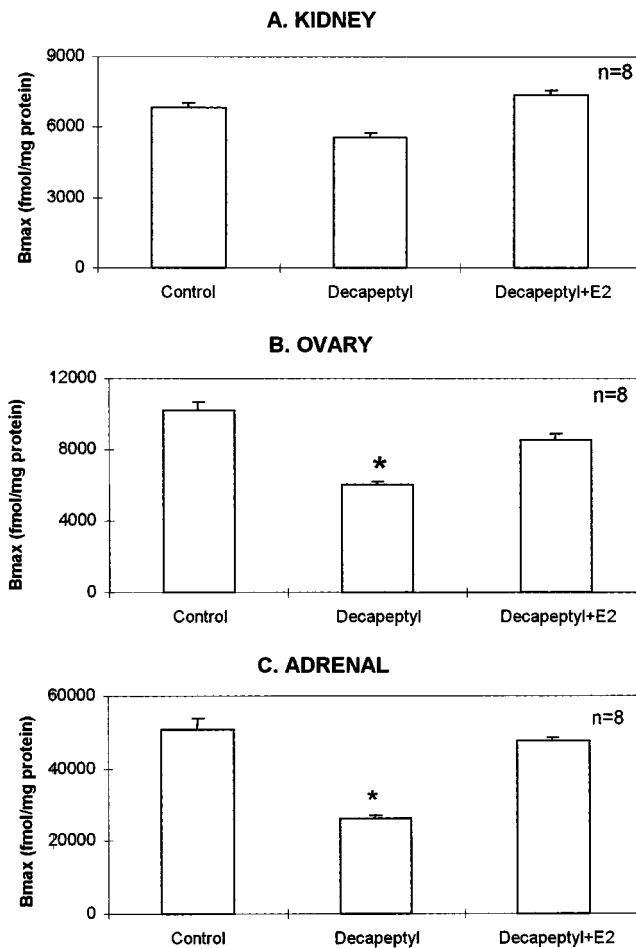 A. KIDNEY
Bmax (fmol/mg protein)
9000
6000
3000
0
n=8
Control
Decapeptyl
Decapeptyl+E2
B. OVARY
Bmax (fmol/mg protein)
12000
8000
4000
0
n=8
*
Control
Decapeptyl
Decapeptyl+E2
C. ADRENAL
Bmax (fmol/mg protein)
60000
40000
20000
0
n=8
*
Control
Decapeptyl
Decapeptyl+E2